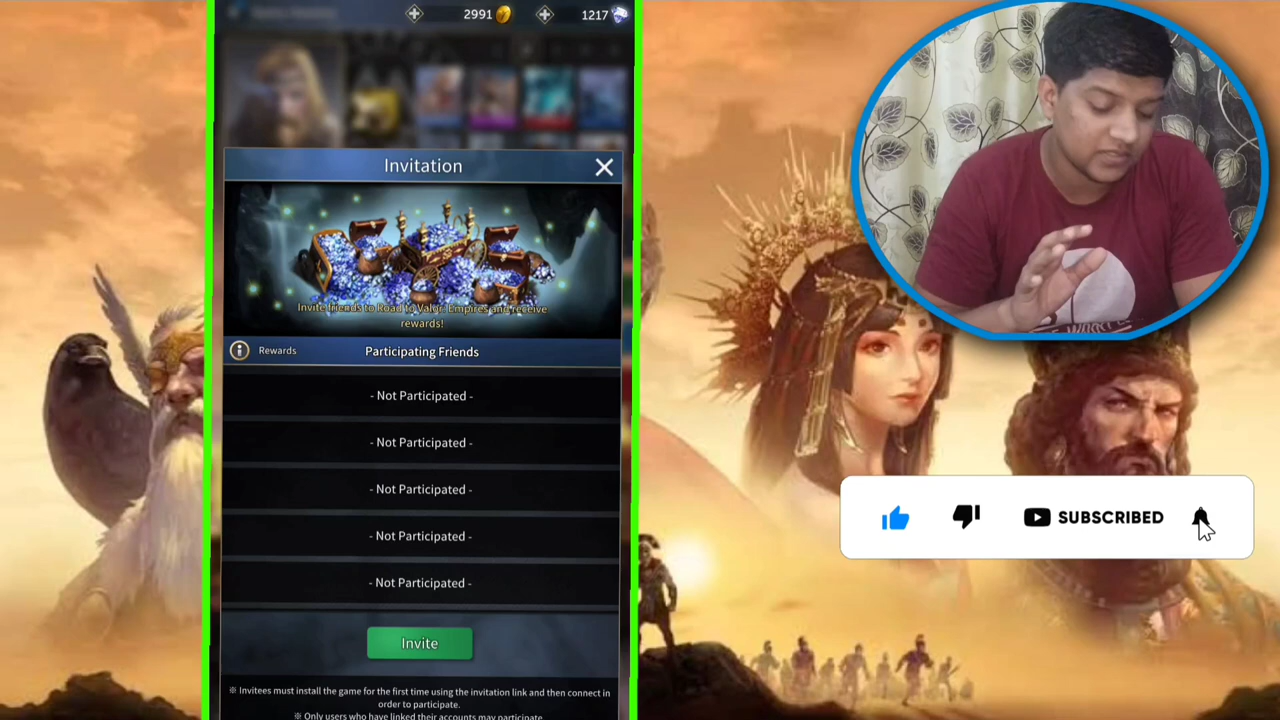 2991
1217
Invitation
Invite friends to Road to Valor: Empires and receive
rewards!
Rewards
Participating Friends
- Not Participated -
- Not Participated -
- Not Participated -
- Not Participated -
- Not Participated -
Invite
※ Invitees must install the game for the first time using the invitation link and then connect in
order to participate.
※ Only users who have linked their accounts may participate.
SUBSCRIBED